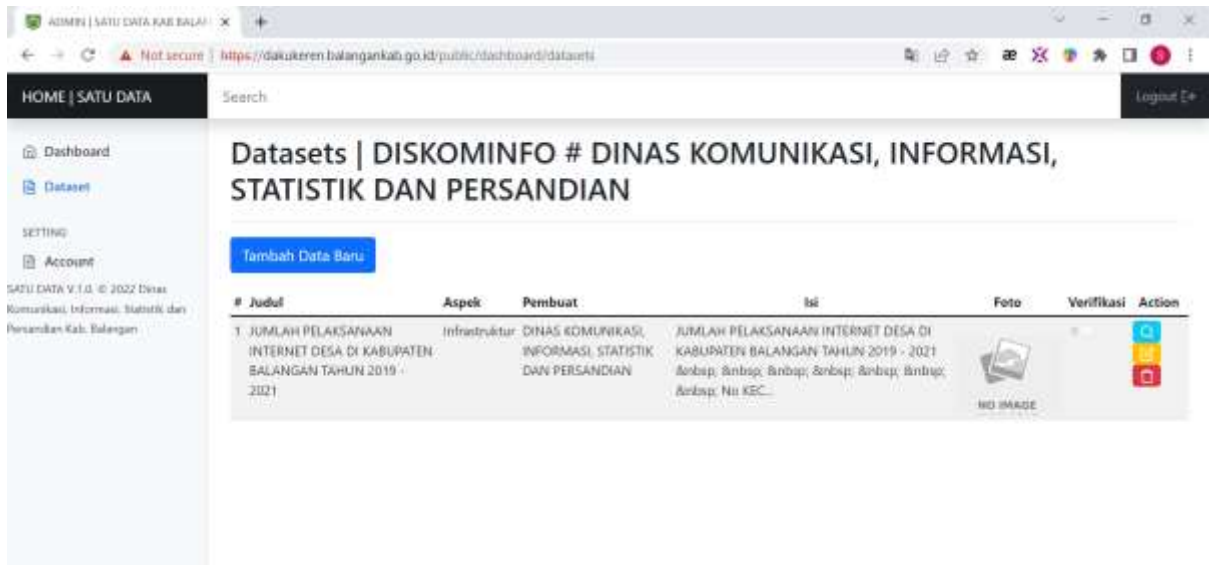 ADMIN | SATU DATA KAB BALAN
Not secure | https://dakukeren.balangankab.go.id/public/dashboard/datasets
HOME | SATU DATA
Search
Logout
Dashboard
Dataset
SETTING
Account
SATU DATA V.1.0. © 2022 Dinas
Komunikasi, Informasi, Statistik dan
Persandian Kab. Balangan
Datasets | DISKOMINFO # DINAS KOMUNIKASI, INFORMASI,
STATISTIK DAN PERSANDIAN
Tambah Data Baru
# Judul Aspek Pembuat Isi Foto Verifikasi Action
1 JUMLAH PELAKSANAAN
INTERNET DESA DI KABUPATEN
BALANGAN TAHUN 2019 -
2021
Infrastruktur
DINAS KOMUNIKASI,
INFORMASI, STATISTIK
DAN PERSANDIAN
JUMLAH PELAKSANAAN INTERNET DESA DI
KABUPATEN BALANGAN TAHUN 2019 - 2021
&nbsp; &nbsp; &nbsp; &nbsp; &nbsp; &nbsp;
&nbsp; No KEC...
NO IMAGE